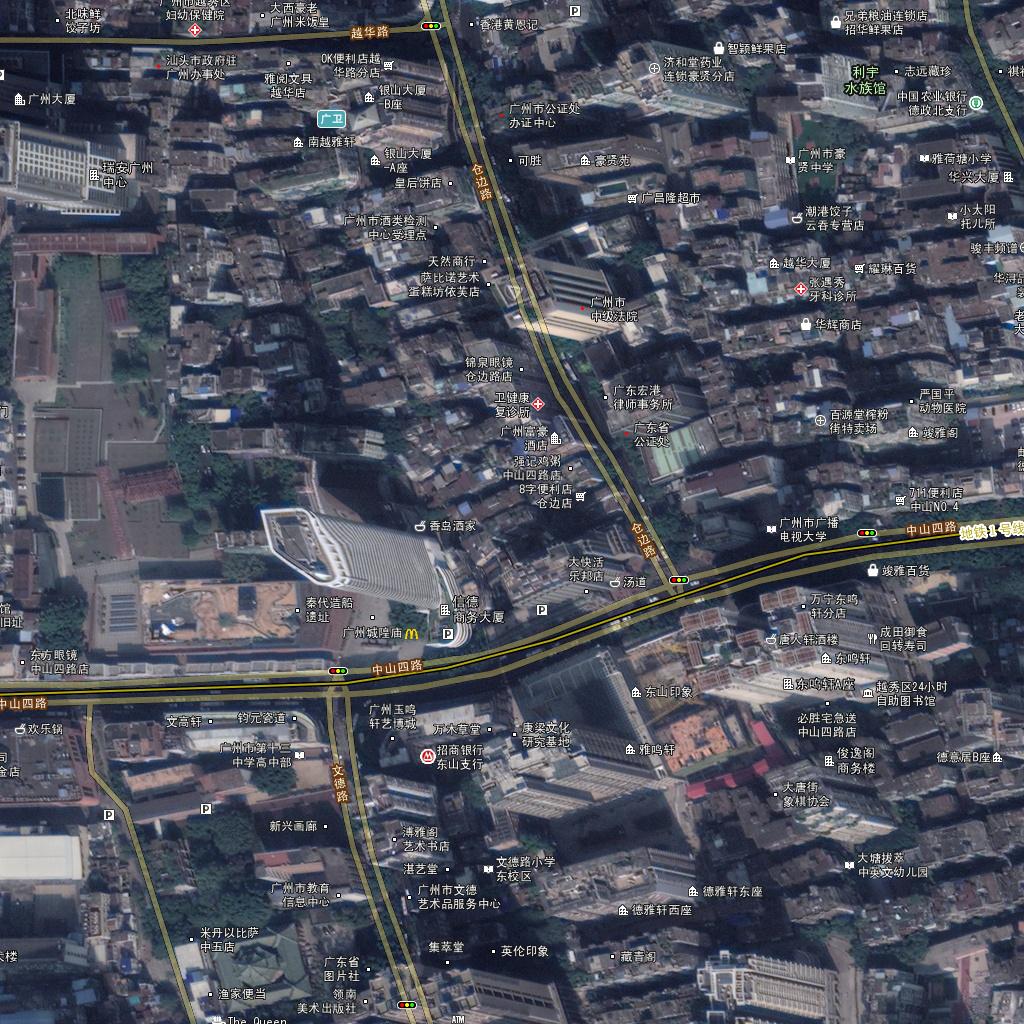 北味鲜
饺子坊
广州市越秀区
妇幼保健院
大西豪老
广州米饭皇
越华路
香港黄恩记
P
兄弟粮油连锁店
招华鲜果店
智颖鲜果店
汕头市政府驻
广州办事处
OK便利店越
华路分店
雅阅文具
越华店
济和堂药业
连锁豪贤分店
利宇
水族馆
志远藏珍
广州大厦
银山大厦
-B座
中国农业银行
德政北支行
广卫
广州市公证处
办证中心
南越雅轩
瑞安广州
中心
银山大厦
A座
可胜
豪贤苑
广州市豪
贤中学
雅荷塘小学
华兴大厦
皇后饼店
仓边路
广昌隆超市
广州市酒类检测
中心受理点
潮港饺子
云吞专营店
小太阳
托儿所
骏丰频谱
天然商行
萨比诺艺术
蛋糕坊依芙店
越华大厦
耀琳百货
张遇秀
牙科诊所
广州市
中级法院
华辉商店
锦泉眼镜
仓边路店
卫健康
复诊所
广东宏港
律师事务所
严国平
动物医院
广州富豪
酒店
广东省
公证处
百源堂榨粉
街特卖场
竣雅阁
强记鸡粥
中山四路店
8字便利店
仓边店
711便利店
中山NO.4
香岛酒家
仓边路
广州市广播
电视大学
中山四路
地铁1号线
大快活
乐邦店
汤道
竣雅百货
秦代造船
遗址
信德
商务大厦
P
万宁东鸣
轩分店
广州城隍庙
P
唐人轩酒楼
成田御食
回转寿司
东方眼镜
中山四路店
中山四路
东鸣轩
中山四路
东山印象
东鸣轩A座
越秀区24小时
自助图书馆
欢乐锅
文高轩
钓元瓷道
广州玉鸣
轩艺博城
万木草堂
康梁文化
研究基地
必胜宅急送
中山四路店
广州市第十三
中学高中部
招商银行
东山支行
雅鸣轩
俊逸阁
商务楼
德意居B座
文德路
大唐街
象棋协会
P
P
新兴画廊
溥雅阁
艺术书店
湛艺堂
文德路小学
东校区
大塘拔萃
中英文幼儿园
广州市教育
信息中心
广州市文德
艺术品服务中心
德雅轩东座
德雅轩西座
米丹以比萨
中五店
集萃堂
英伦印象
藏青阁
广东省
图片社
渔家便当
领南
美术出版社
The Queen
ATM